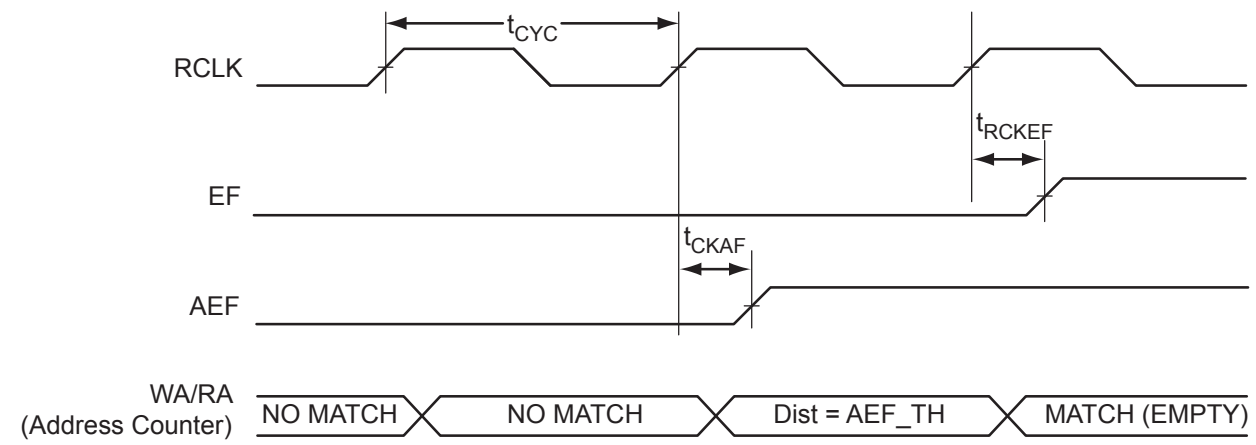 tCYC
RCLK
tRCKEF
EF
tCKAF
AEF
WA/RA
(Address Counter)
NO MATCH
NO MATCH
Dist = AEF_TH
MATCH (EMPTY)